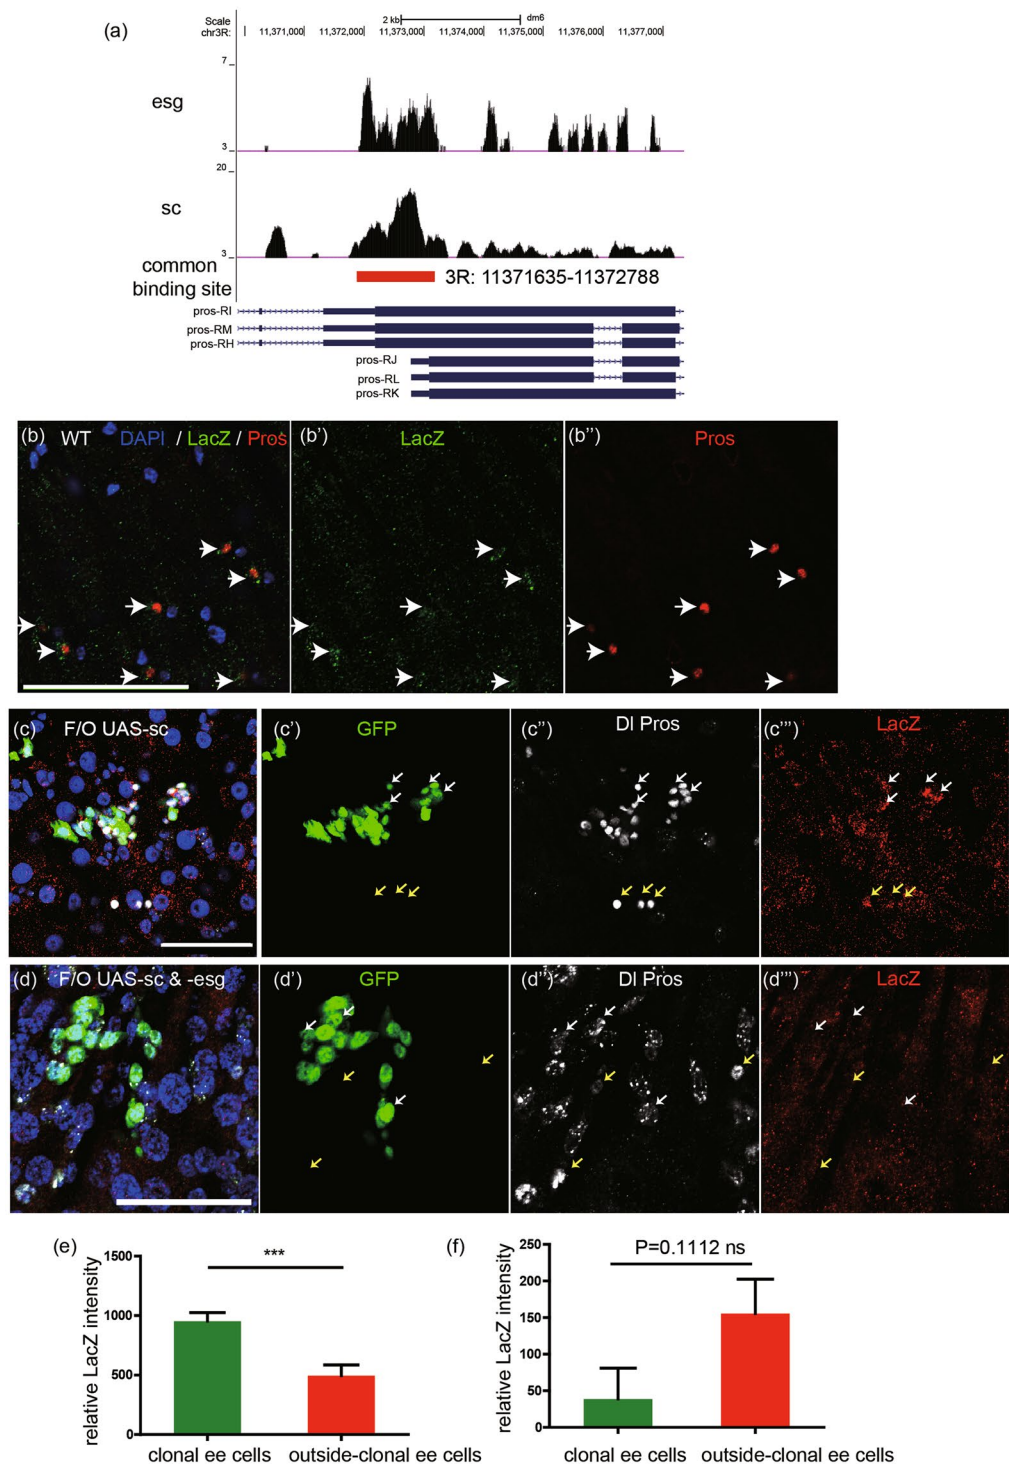 (a)
Scale
2 kb
dm6
chr3R:
11,371,000
11,372,000
11,373,000
11,374,000
11,375,000
11,376,000
11,377,000
7
esg
3
20
sc
3
common
binding site
3R: 11371635-11372788
pros-RI
pros-RM
pros-RH
pros-RJ
pros-RL
pros-RK
(b) WT DAPI / LacZ / Pros
(b') LacZ
(b'') Pros
(c) F/O UAS-sc
(c') GFP
(c'') Dl Pros
(c''') LacZ
(d) F/O UAS-sc & -esg
(d') GFP
(d'') Dl Pros
(d''') LacZ
(e)
relative LacZ intensity
1500
1000
500
0
***
clonal ee cells
outside-clonal ee cells
(f)
relative LacZ intensity
250
200
150
100
50
0
P=0.1112 ns
clonal ee cells
outside-clonal ee cells